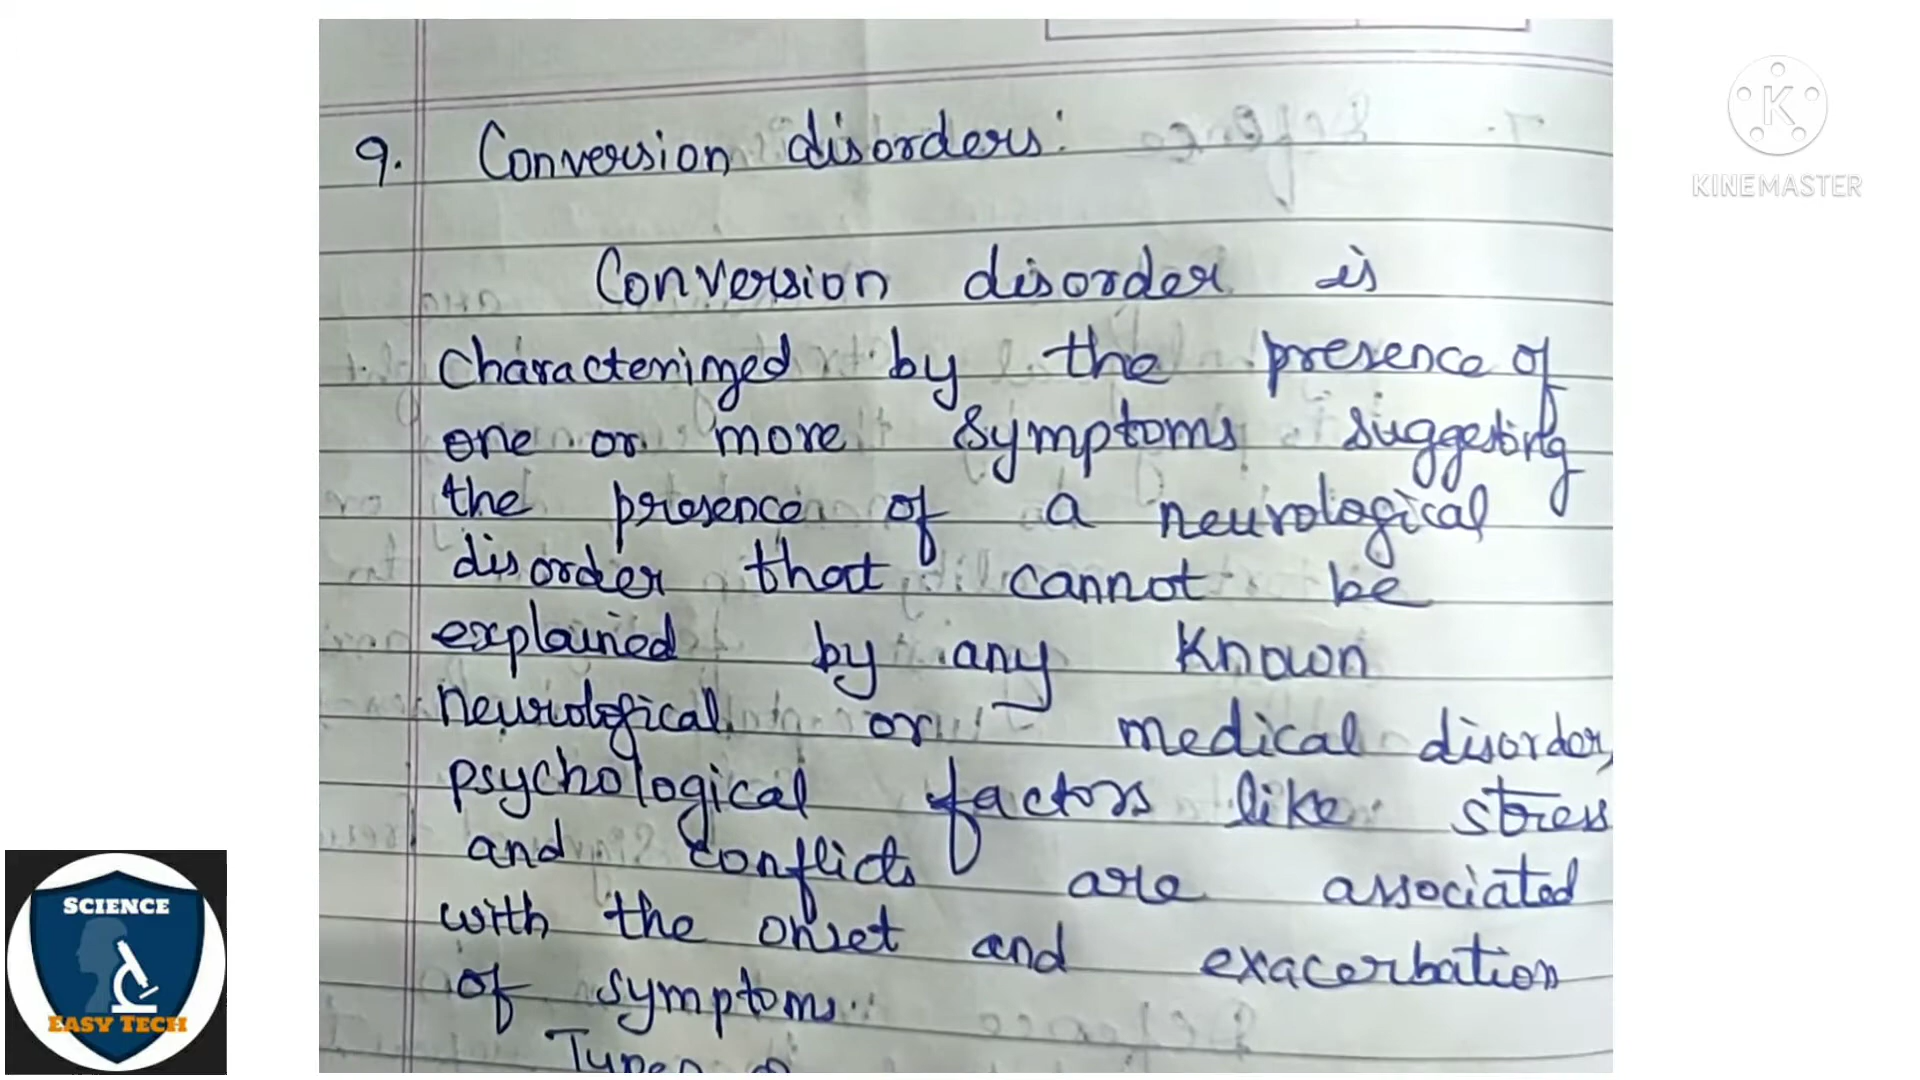 9. Conversion disorders:
Conversion disorder is
characterized by the presence of
one or more symptoms suggesting
the presence of a neurological
disorder that cannot be
explained by any known
neurological or medical disorder,
psychological factors like stress
and conflicts are associated
with the onset and exacerbation
of symptoms.
K
KINEMASTER
SCIENCE
EASY TECH